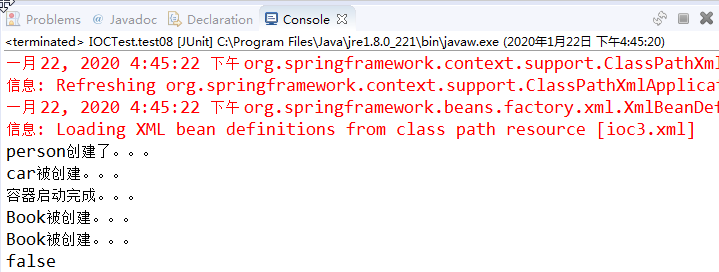 Problems @ Javadoc Declaration Console
<terminated> IOCTest.test08 [JUnit] C:\Program Files\Java\jre1.8.0_221\bin\javaw.exe (2020年1月22日 下午4:45:20)
一月 22, 2020 4:45:22 下午 org.springframework.context.support.ClassPathXml
信息: Refreshing org.springframework.context.support.ClassPathXmlApplicat
一月 22, 2020 4:45:22 下午 org.springframework.beans.factory.xml.XmlBeanDef
信息: Loading XML bean definitions from class path resource [ioc3.xml]
person创建了。。。
car被创建。。。
容器启动完成。。。
Book被创建。。。
Book被创建。。。
false